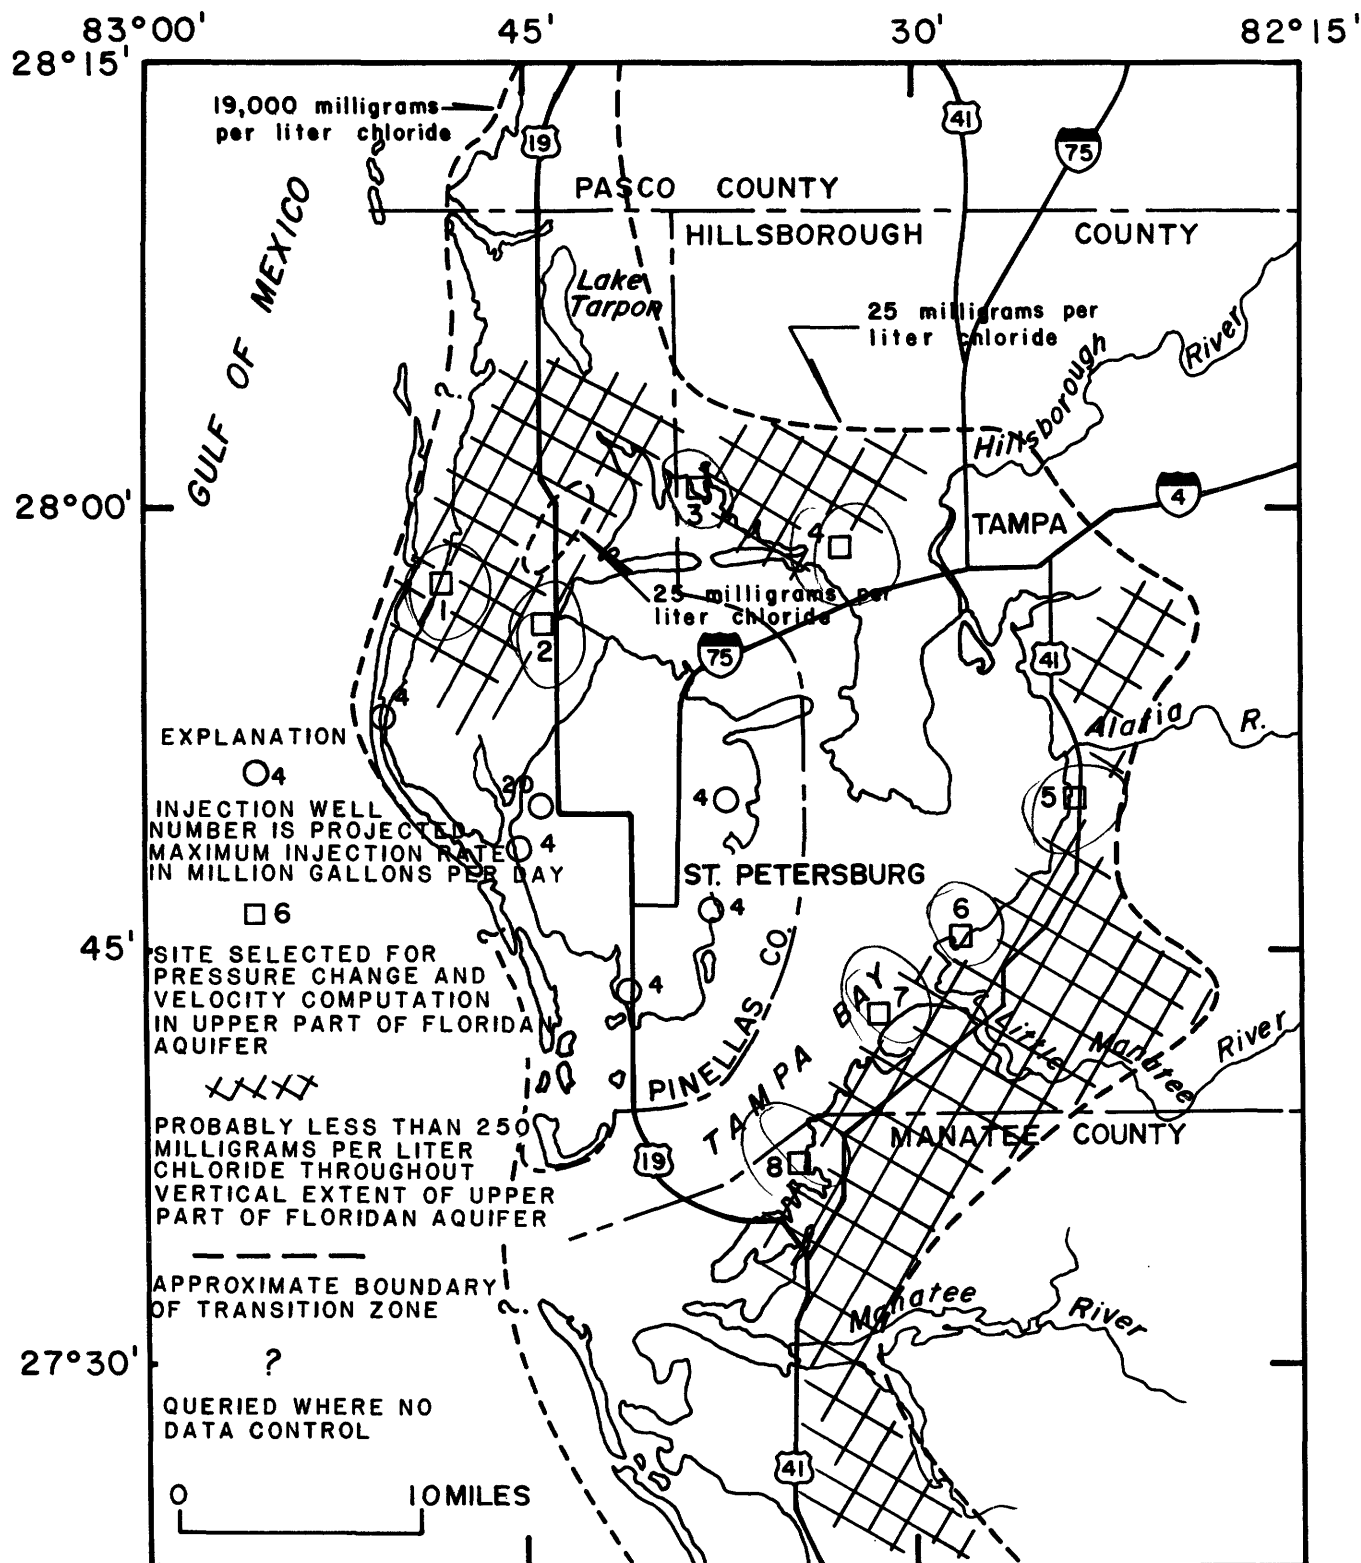 83°00' 45' 30' 82°15'
28°15'
19,000 milligrams
per liter chloride
19
41
75
PASCO COUNTY
HILLSBOROUGH COUNTY
GULF OF MEXICO
Lake
Tarpon
25 milligrams per
liter chloride
Hillsborough River
?
28°00'
3
4
TAMPA
4
1
2
25 milligrams per
liter chloride
75
41
4
Alafia R.
EXPLANATION
○4
INJECTION WELL
NUMBER IS PROJECTED
MAXIMUM INJECTION RATE
IN MILLION GALLONS PER DAY
20
4
4
5
ST. PETERSBURG
4
6
□ 6
45'
SITE SELECTED FOR
PRESSURE CHANGE AND
VELOCITY COMPUTATION
IN UPPER PART OF FLORIDAN
AQUIFER
?
4
7
PINELLAS CO.
TAMPA BAY
Little Manatee River
PROBABLY LESS THAN 250
MILLIGRAMS PER LITER
CHLORIDE THROUGHOUT
VERTICAL EXTENT OF UPPER
PART OF FLORIDAN AQUIFER
MANATEE COUNTY
19
8
APPROXIMATE BOUNDARY
OF TRANSITION ZONE
?
Manatee River
27°30'
?
QUERIED WHERE NO
DATA CONTROL
41
0 10 MILES